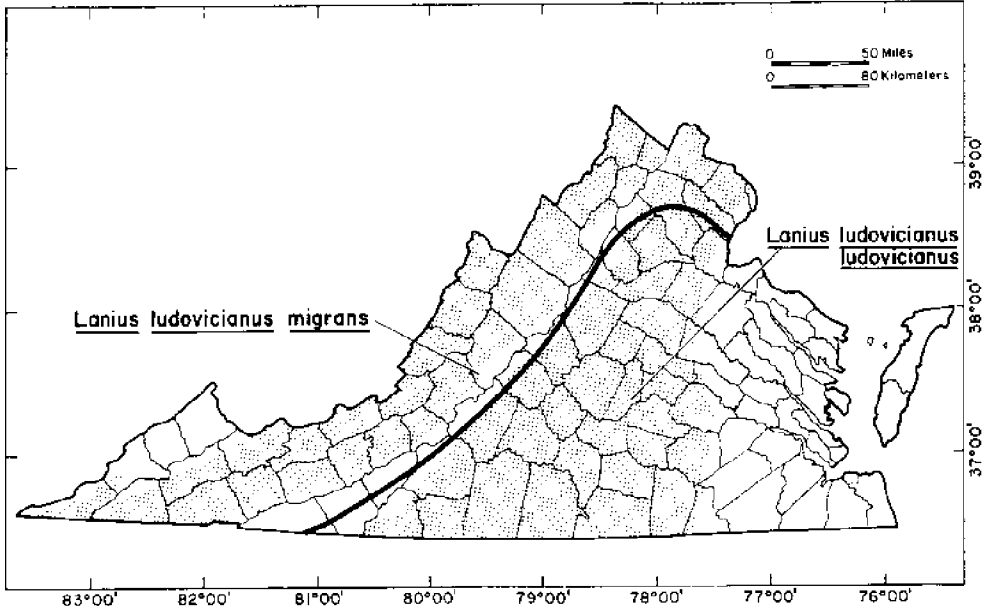 0 50 Miles
0 80 Kilometers
39°00'
Lanius ludovicianus
ludovicianus
38°00'
Lanius ludovicianus migrans
37°00'
83°00' 82°00' 81°00' 80°00' 79°00' 78°00' 77°00' 76°00'